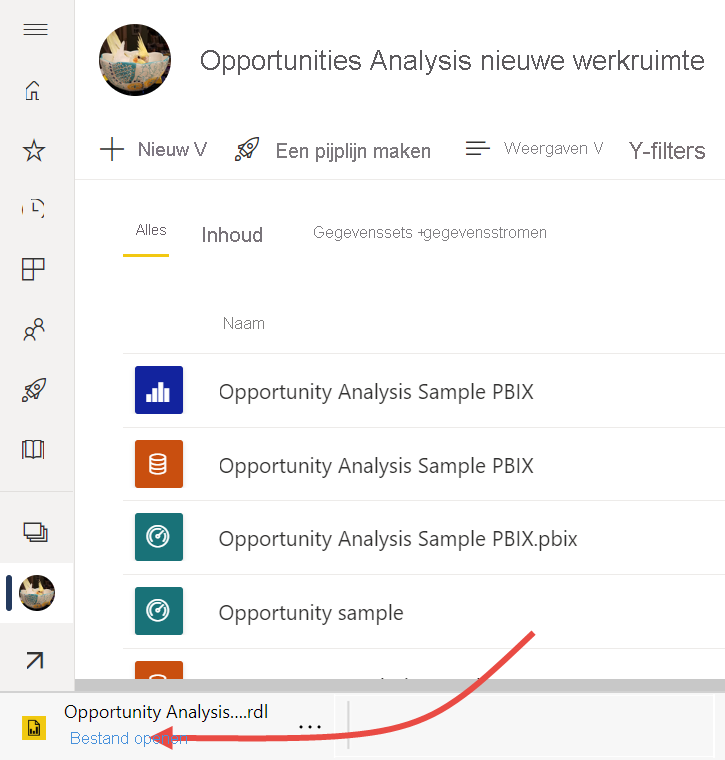 Opportunities Analysis nieuwe werkruimte
Nieuw V
Een pijplijn maken
Weergaven V
Y-filters
Alles
Inhoud
Gegevenssets +gegevensstromen
Naam
Opportunity Analysis Sample PBIX
Opportunity Analysis Sample PBIX
Opportunity Analysis Sample PBIX.pbix
Opportunity sample
Opportunity Analysis....rdl
Bestand openen